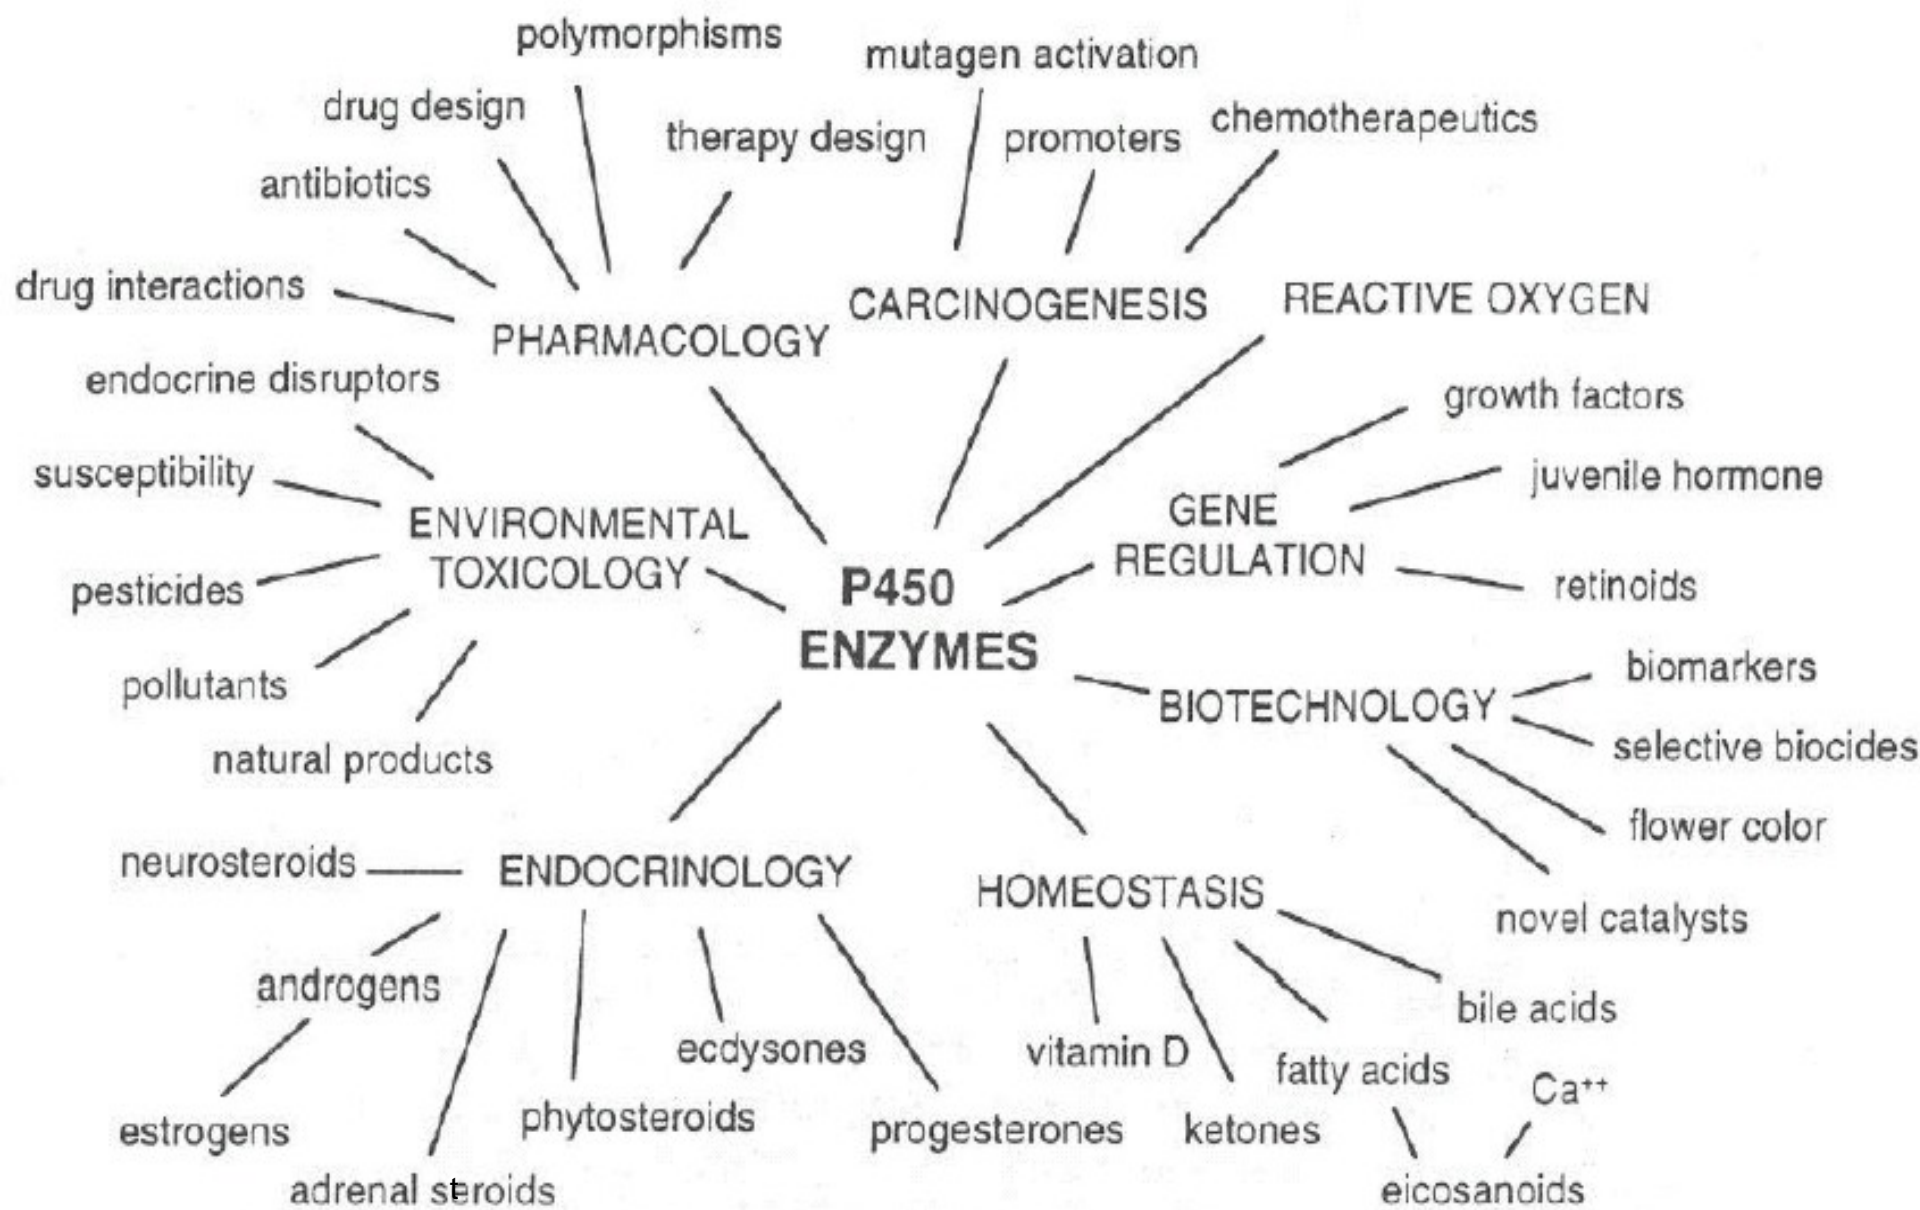 polymorphisms
mutagen activation
drug design
chemotherapeutics
therapy design
promoters
antibiotics
drug interactions
CARCINOGENESIS
REACTIVE OXYGEN
PHARMACOLOGY
endocrine disruptors
growth factors
susceptibility
juvenile hormone
ENVIRONMENTAL
TOXICOLOGY
GENE
REGULATION
pesticides
retinoids
P450
ENZYMES
biomarkers
pollutants
BIOTECHNOLOGY
selective biocides
natural products
flower color
neurosteroids
ENDOCRINOLOGY
HOMEOSTASIS
novel catalysts
androgens
bile acids
ecdysones
vitamin D
fatty acids
Ca⁺⁺
estrogens
phytosteroids
progesterones
ketones
adrenal steroids
eicosanoids